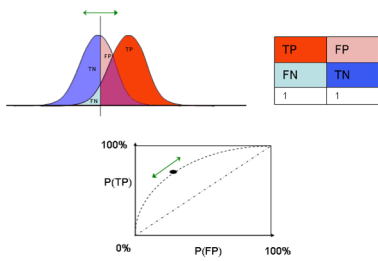 TP
FP
TN
TN
TP FP
FN TN
1 1
100%
P(TP)
0%
P(FP)
100%